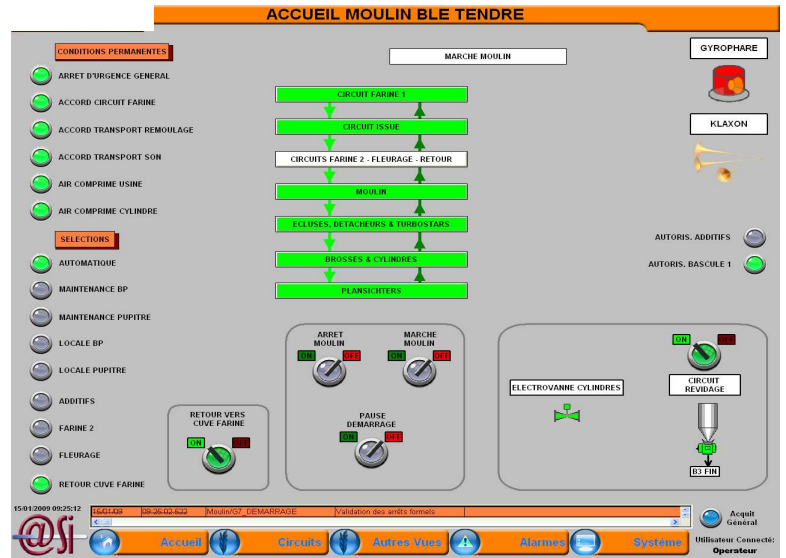 ACCUEIL MOULIN BLE TENDRE
CONDITIONS PERMANENTES
ARRET D'URGENCE GENERAL
ACCORD CIRCUIT FARINE
ACCORD TRANSPORT REMOULAGE
ACCORD TRANSPORT SON
AIR COMPRIME USINE
AIR COMPRIME CYLINDRE
SELECTIONS
AUTOMATIQUE
MAINTENANCE BP
MAINTENANCE PUPITRE
LOCALE BP
LOCALE PUPITRE
ADDITIFS
FARINE 2
FLEURAGE
RETOUR CUVE FARINE
MARCHE MOULIN
CIRCUIT FARINE 1
CIRCUIT ISSUE
CIRCUITS FARINE 2 - FLEURAGE - RETOUR
MOULIN
ECLUSES, DETACHEURS & TURBOSTARS
BROSSES & CYLINDRES
PLANSICHTERS
GYROPHARE
KLAXON
AUTORIS. ADDITIFS
AUTORIS. BASCULE 1
RETOUR VERS
CUVE FARINE
ON OFF
ARRET
MOULIN
ON OFF
MARCHE
MOULIN
ON OFF
PAUSE
DEMARRAGE
ON OFF
ELECTROVANNE CYLINDRES
ON OFF
CIRCUIT
REVIDAGE
B3 FIN
15/01/2009 09:25:12
15/01/09 09:25:02.622 Moulin/G7_DEMARRAGE Validation des arrêts formels
@Si
Accueil Circuits Autres Vues Alarmes Système
Acquit
Général
Utilisateur Connecté:
Operateur